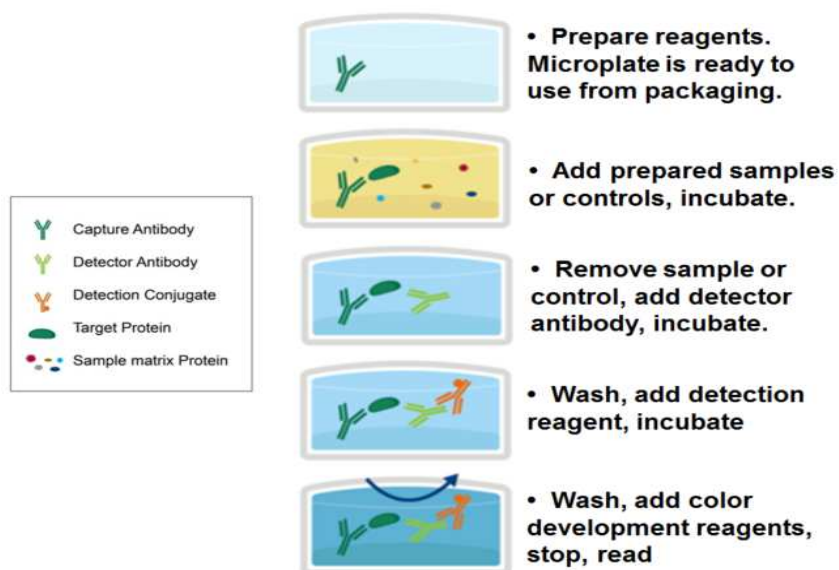 • Prepare reagents.
Microplate is ready to
use from packaging.
• Add prepared samples
or controls, incubate.
Capture Antibody
Detector Antibody
Detection Conjugate
Target Protein
Sample matrix Protein
• Remove sample or
control, add detector
antibody, incubate.
• Wash, add detection
reagent, incubate
• Wash, add color
development reagents,
stop, read